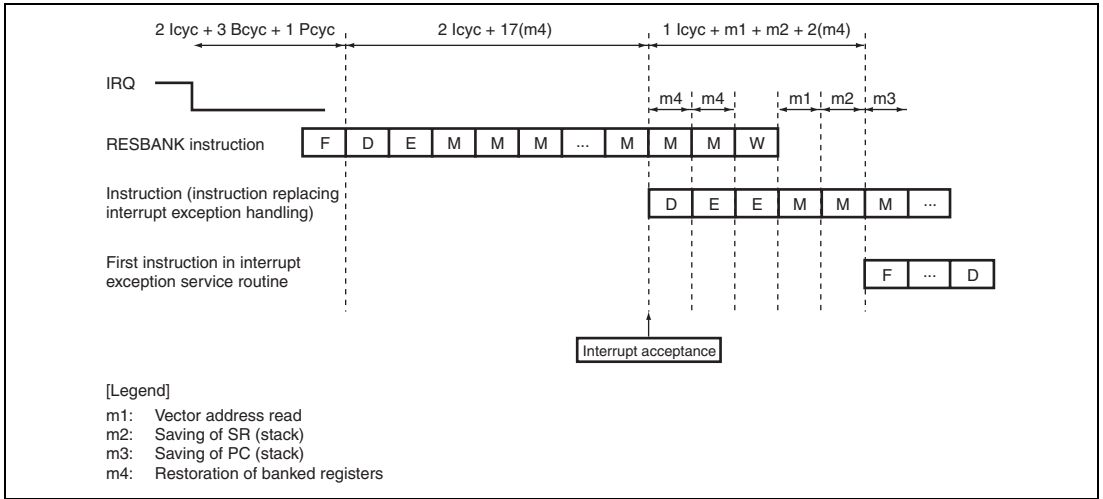 2 Icyc + 3 Bcyc + 1 Pcyc 2 Icyc + 17(m4) 1 Icyc + m1 + m2 + 2(m4)
IRQ
m4 m4 m1 m2 m3
RESBANK instruction F D E M M M ... M M M W
Instruction (instruction replacing
interrupt exception handling) D E E M M M ...
First instruction in interrupt
exception service routine F ... D
Interrupt acceptance
[Legend]
m1: Vector address read
m2: Saving of SR (stack)
m3: Saving of PC (stack)
m4: Restoration of banked registers